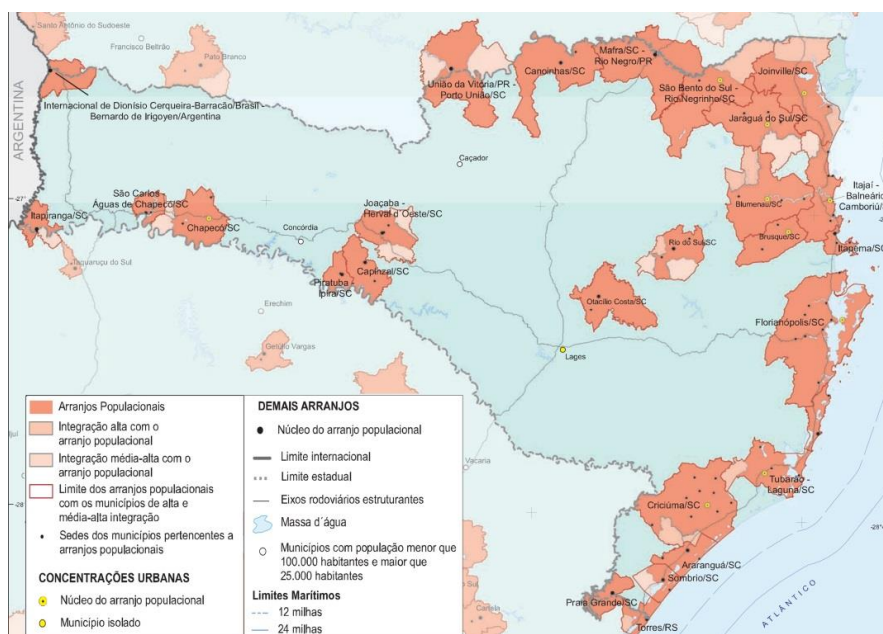 Santo Antônio do Sudoeste
Francisco Beltrão
Pato Branco
ARGENTINA
Internacional de Dionísio Cerqueira-Barracão/Brasil -
Bernardo de Irigoyen/Argentina
União da Vitória/PR -
Porto União/SC
Canoinhas/SC
Mafra/SC -
Rio Negro/PR
São Bento do Sul -
Rio Negrinho/SC
Joinville/SC
Jaraguá do Sul/SC
Caçador
-27°
São Carlos -
Águas de Chapecó/SC
Itapiranga/SC
Chapecó/SC
Concórdia
Joaçaba -
Herval d´Oeste/SC
Blumenau/SC
Itajaí -
Balneário
Camboriú/
Brusque/SC
Itapema/SC
Rio do Sul/SC
Taquaruçu do Sul
Capinzal/SC
Piratuba -
Ipira/SC
Otacílio Costa/SC
Erechim
Florianópolis/SC
Getúlio Vargas
Lages
Vacaria
-28°
Tubarão -
Laguna/SC
Criciúma/SC
-28°
Araranguá/SC
Sombrio/SC
Praia Grande/SC
Torres/RS
Canela
ATLÂNTICO
Arranjos Populacionais
Integração alta com o
arranjo populacional
Integração média-alta com o
arranjo populacional
Limite dos arranjos populacionais
com os municípios de alta e
média-alta integração
Sedes dos municípios pertencentes a
arranjos populacionais
CONCENTRAÇÕES URBANAS
Núcleo do arranjo populacional
Município isolado
DEMAIS ARRANJOS
Núcleo do arranjo populacional
Limite internacional
Limite estadual
Eixos rodoviários estruturantes
Massa d´água
Municípios com população menor que
100.000 habitantes e maior que
25.000 habitantes
Limites Marítimos
12 milhas
24 milhas